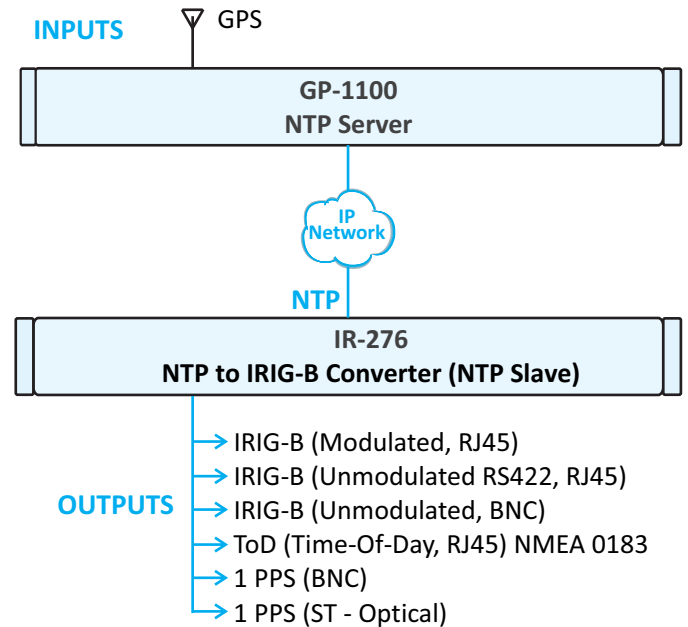 INPUTS
GPS
GP-1100
NTP Server
IP
Network
NTP
IR-276
NTP to IRIG-B Converter (NTP Slave)
OUTPUTS
IRIG-B (Modulated, RJ45)
IRIG-B (Unmodulated RS422, RJ45)
IRIG-B (Unmodulated, BNC)
ToD (Time-Of-Day, RJ45) NMEA 0183
1 PPS (BNC)
1 PPS (ST - Optical)